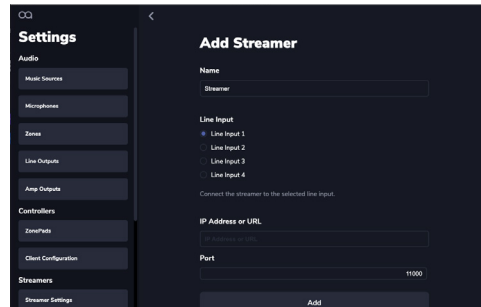 Settings
Audio
Music Sources
Microphones
Zones
Line Outputs
Amp Outputs
Controllers
ZonePads
Client Configuration
Streamers
Streamer Settings
Add Streamer
Name
Streamer
Line Input
Line Input 1
Line Input 2
Line Input 3
Line Input 4
Connect the streamer to the selected line input.
IP Address or URL
IP Address or URL
Port
11000
Add